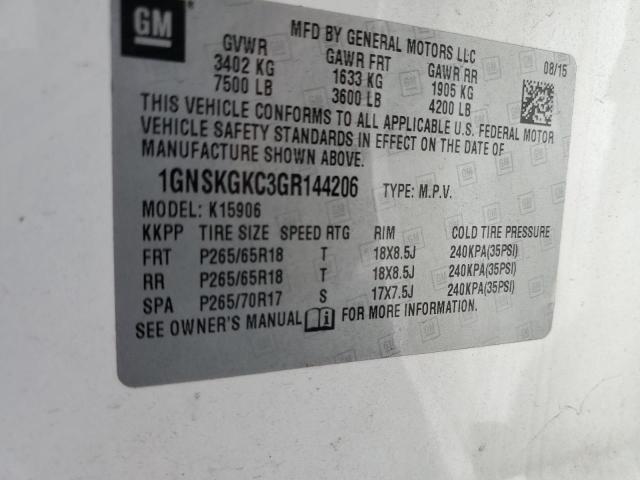 GM
MFD BY GENERAL MOTORS LLC
GVWR GAWR FRT GAWR RR 08/15
3402 KG 1633 KG 1905 KG
7500 LB 3600 LB 4200 LB
THIS VEHICLE CONFORMS TO ALL APPLICABLE U.S. FEDERAL MOTOR
VEHICLE SAFETY STANDARDS IN EFFECT ON THE DATE OF
MANUFACTURE SHOWN ABOVE.
1GNSKGKC3GR144206 TYPE: M.P.V.
MODEL: K15906
KKPP TIRE SIZE SPEED RTG RIM COLD TIRE PRESSURE
FRT P265/65R18 T 18X8.5J 240KPA(35PSI)
RR P265/65R18 T 18X8.5J 240KPA(35PSI)
SPA P265/70R17 S 17X7.5J 240KPA(35PSI)
SEE OWNER'S MANUAL FOR MORE INFORMATION.